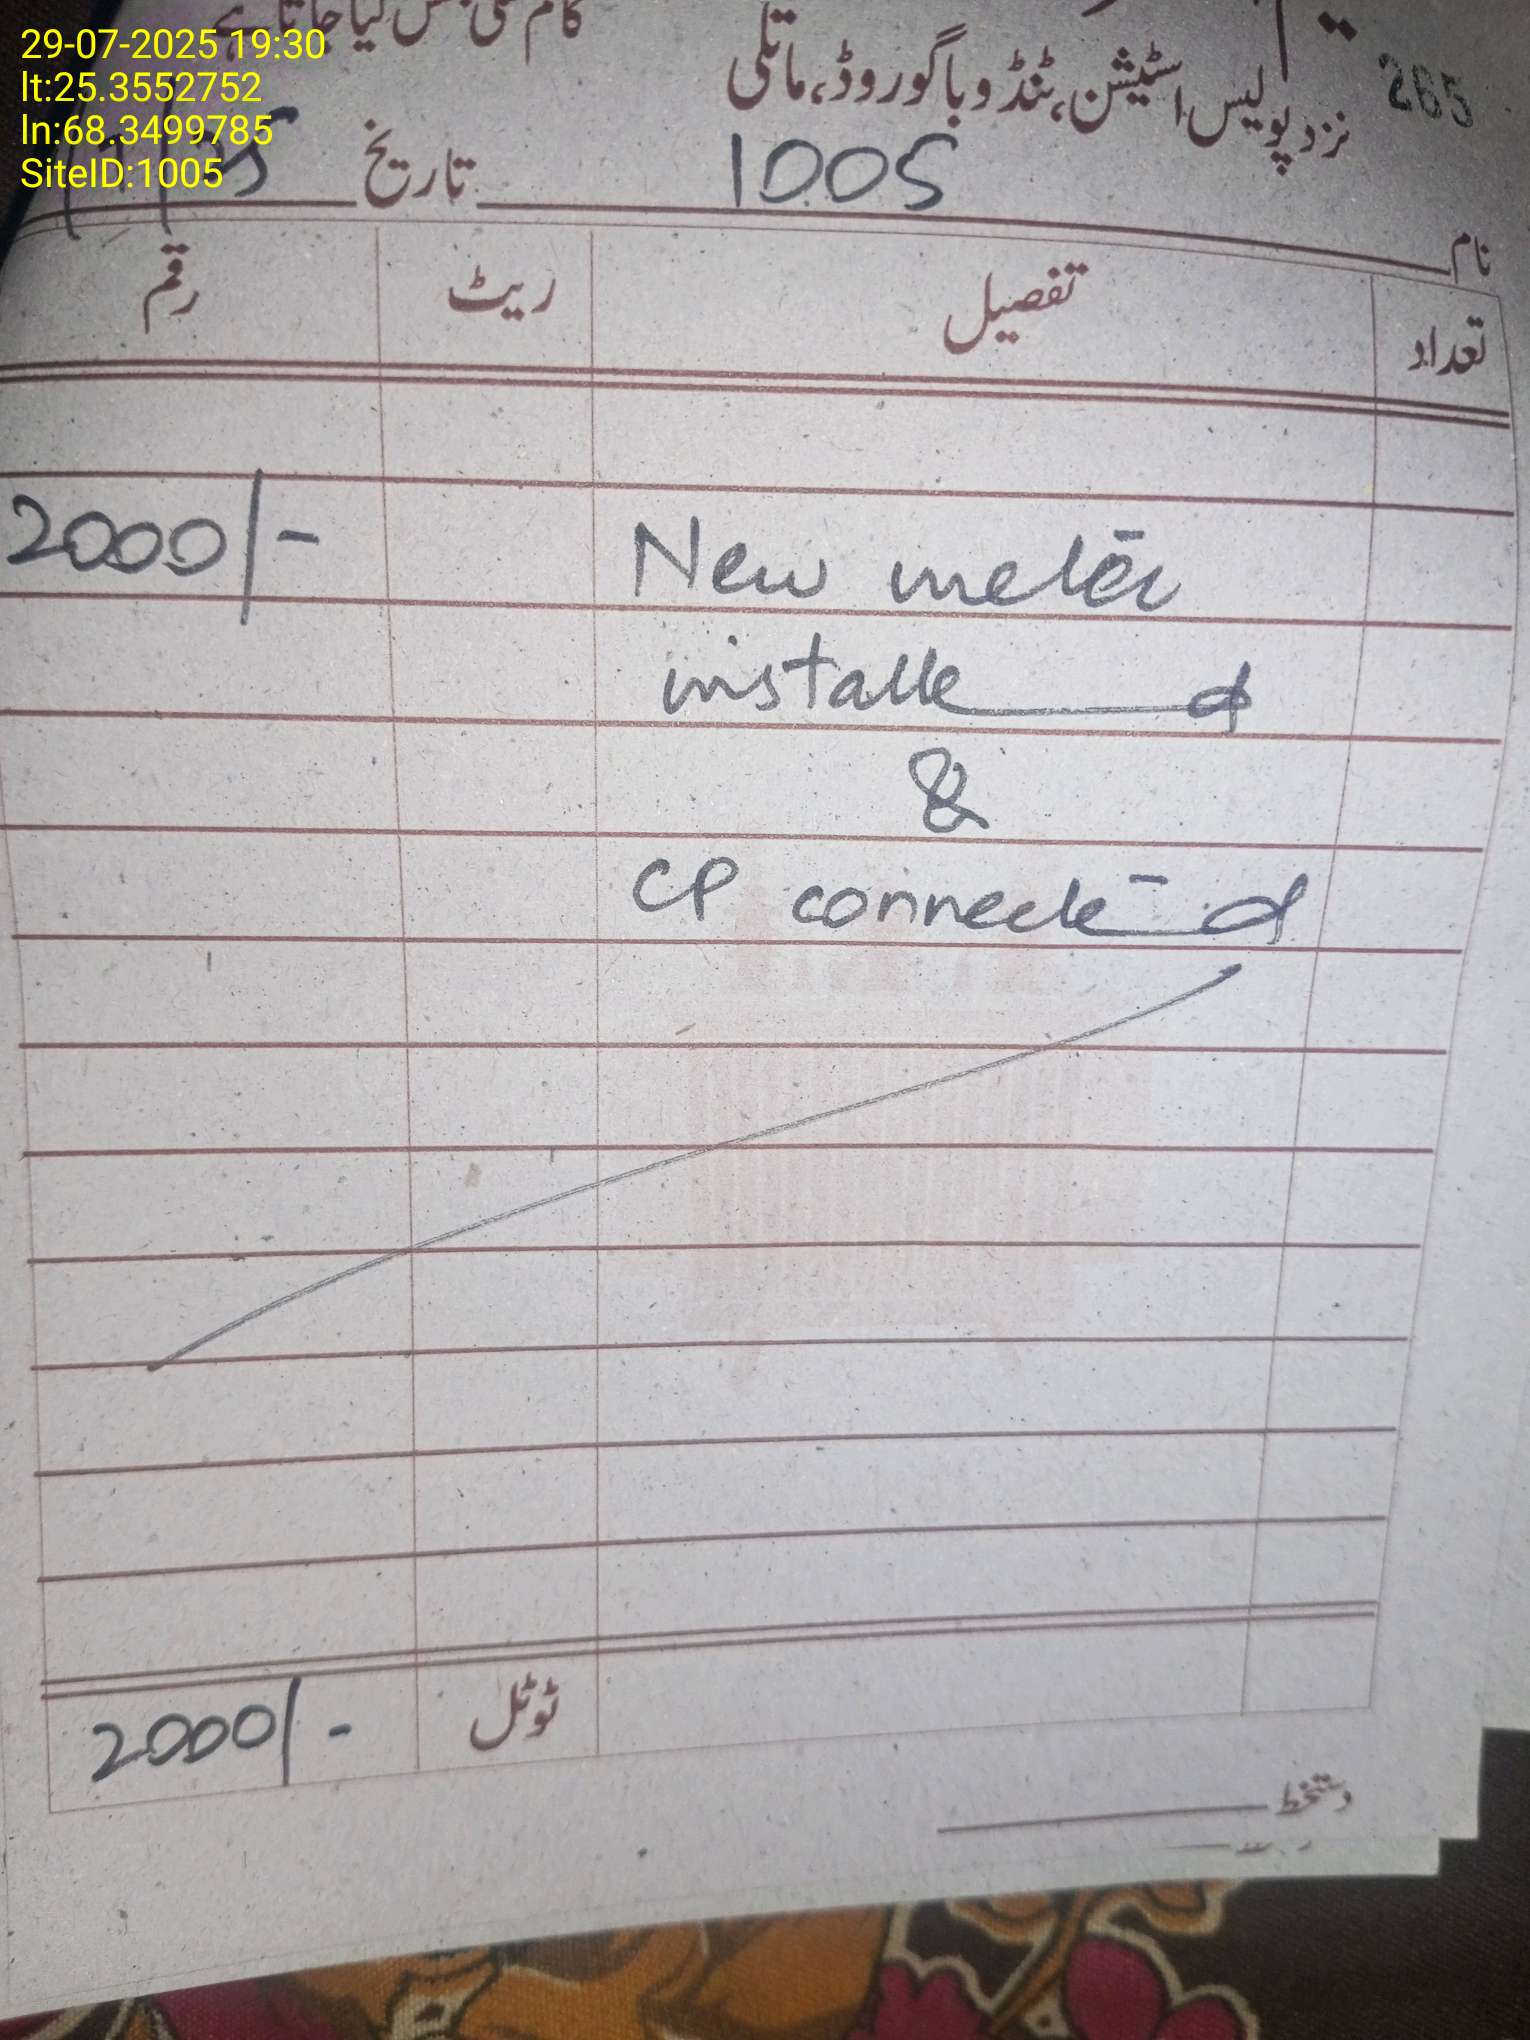 29-07-2025 19:30
lt:25.3552752
ln:68.3499785
SiteID:1005
نزد پولیس اسٹیشن، ٹنڈو باگو روڈ، ماتلی
265
نام 1005 تاریخ
تعداد تفصیل ریٹ رقم
New meter 2000/-
installed
&
CP connected
ٹوٹل 2000/-
دستخط